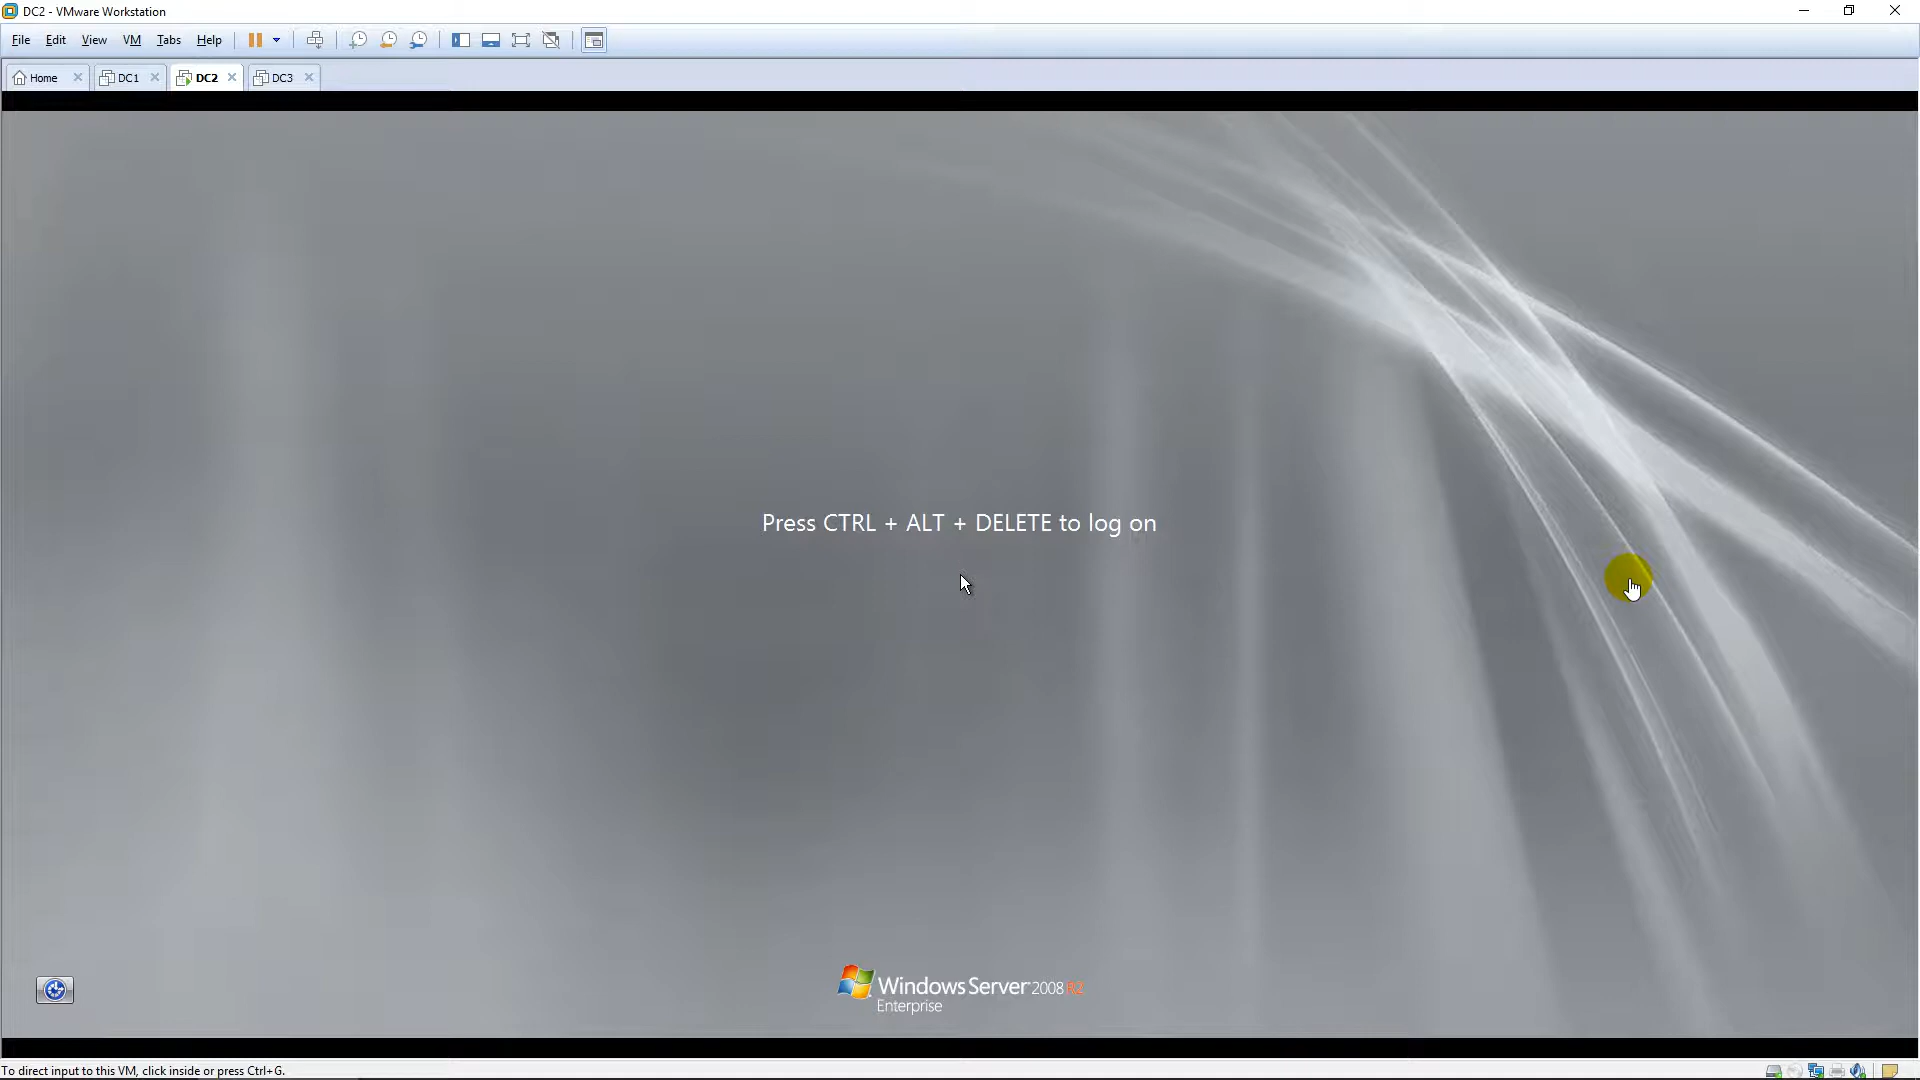 DC2 - VMware Workstation
File Edit View VM Tabs Help
Home DC1 DC2 DC3
Press CTRL + ALT + DELETE to log on
Windows Server 2008 R2
Enterprise
To direct input to this VM, click inside or press Ctrl+G.